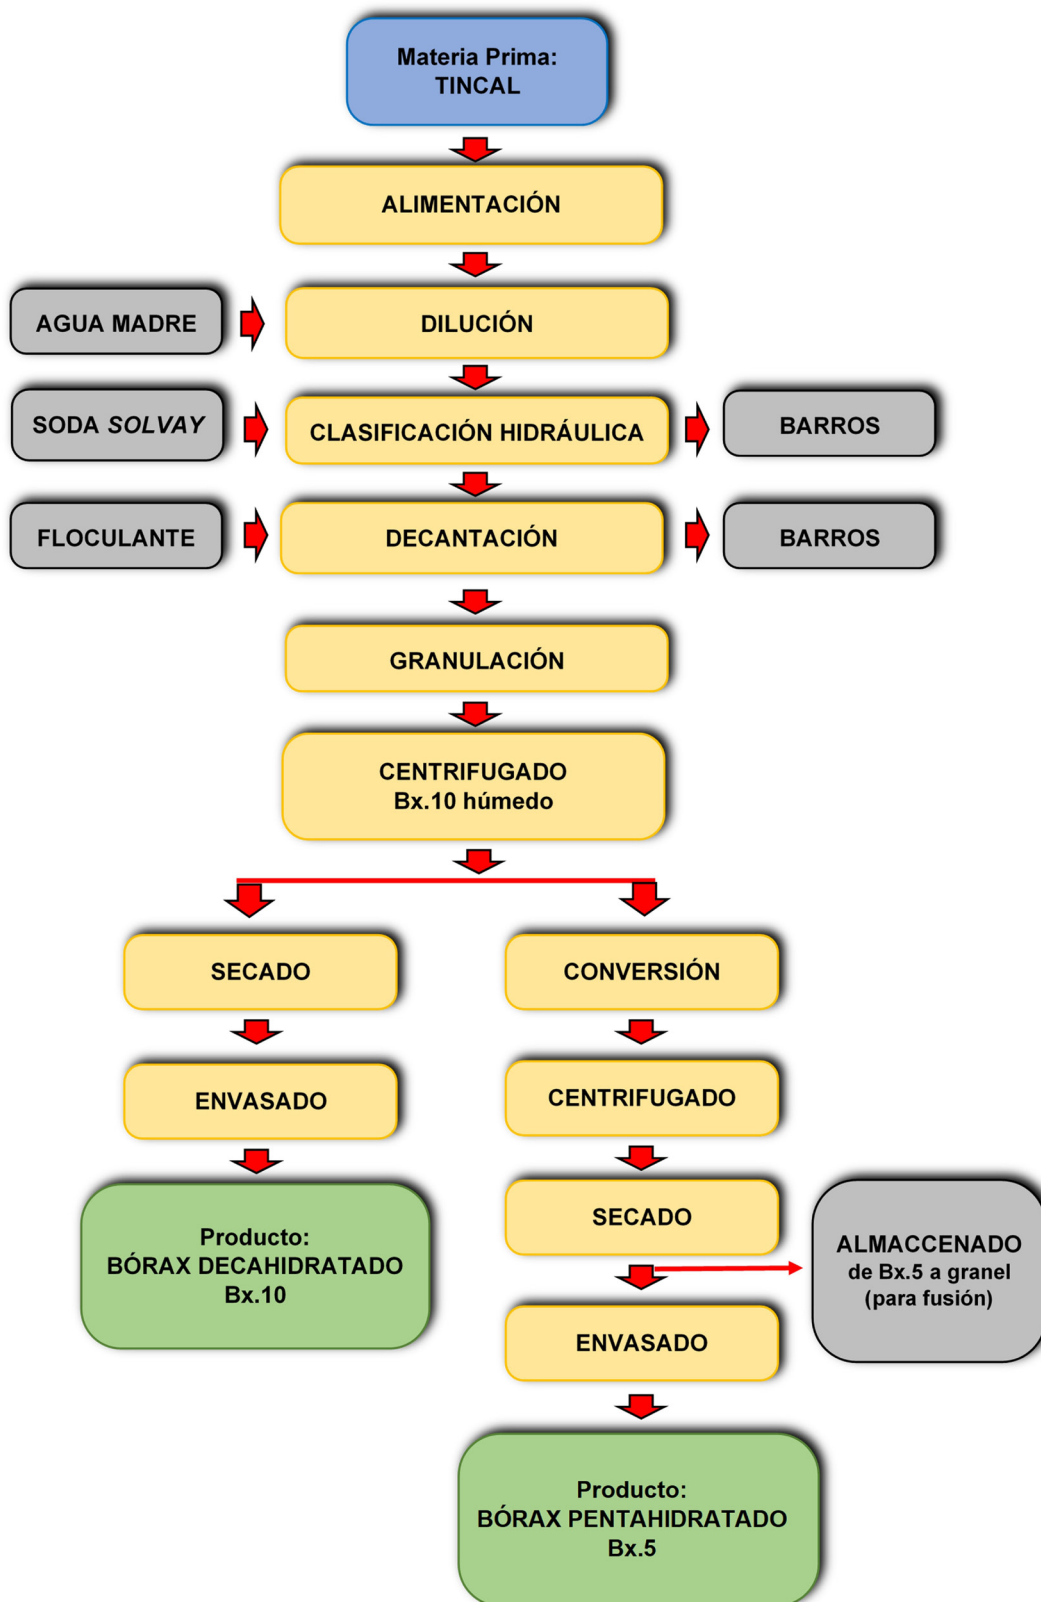 Materia Prima:
TINCAL
ALIMENTACIÓN
AGUA MADRE
DILUCIÓN
SODA SOLVAY
CLASIFICACIÓN HIDRÁULICA
BARROS
FLOCULANTE
DECANTACIÓN
BARROS
GRANULACIÓN
CENTRIFUGADO
Bx.10 húmedo
SECADO
CONVERSIÓN
ENVASADO
CENTRIFUGADO
Producto:
BÓRAX DECAHIDRATADO
Bx.10
SECADO
ALMACCENADO
de Bx.5 a granel
(para fusión)
ENVASADO
Producto:
BÓRAX PENTAHIDRATADO
Bx.5